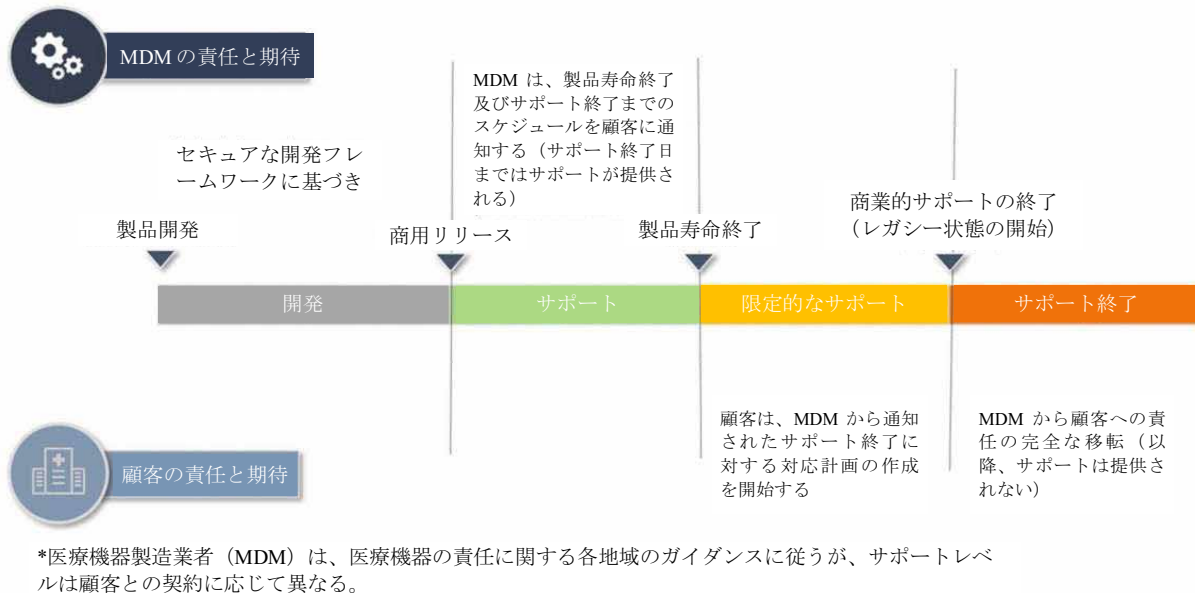 MDM の責任と期待
MDM は、製品寿命終了
及びサポート終了までの
スケジュールを顧客に通
知する（サポート終了日
まではサポートが提供さ
れる）
セキュアな開発フレ
ームワークに基づき
製品開発
商用リリース
製品寿命終了
商業的サポートの終了
（レガシー状態の開始）
開発
サポート
限定的なサポート
サポート終了
顧客の責任と期待
顧客は、MDM から通知
されたサポート終了に
対する対応計画の作成
を開始する
MDM から顧客への責
任の完全な移転（以
降、サポートは提供さ
れない）
*医療機器製造業者（MDM）は、医療機器の責任に関する各地域のガイダンスに従うが、サポートレベ
ルは顧客との契約に応じて異なる。